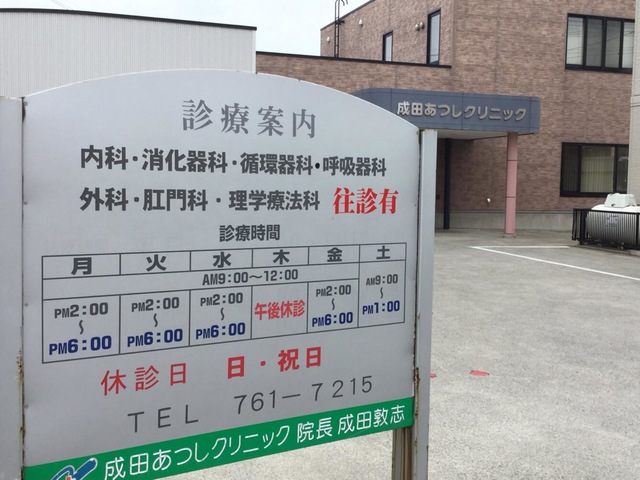 成田あつしクリニック
診療案内
内科・消化器科・循環器科・呼吸器科
外科・肛門科・理学療法科 往診有
診療時間
月 火 水 木 金 土
AM9:00～12:00 AM9:00～PM1:00
PM2:00～PM6:00 PM2:00～PM6:00 PM2:00～PM6:00 午後休診 PM2:00～PM6:00
休診日 日・祝日
TEL 761-7215
成田あつしクリニック 院長 成田敦志